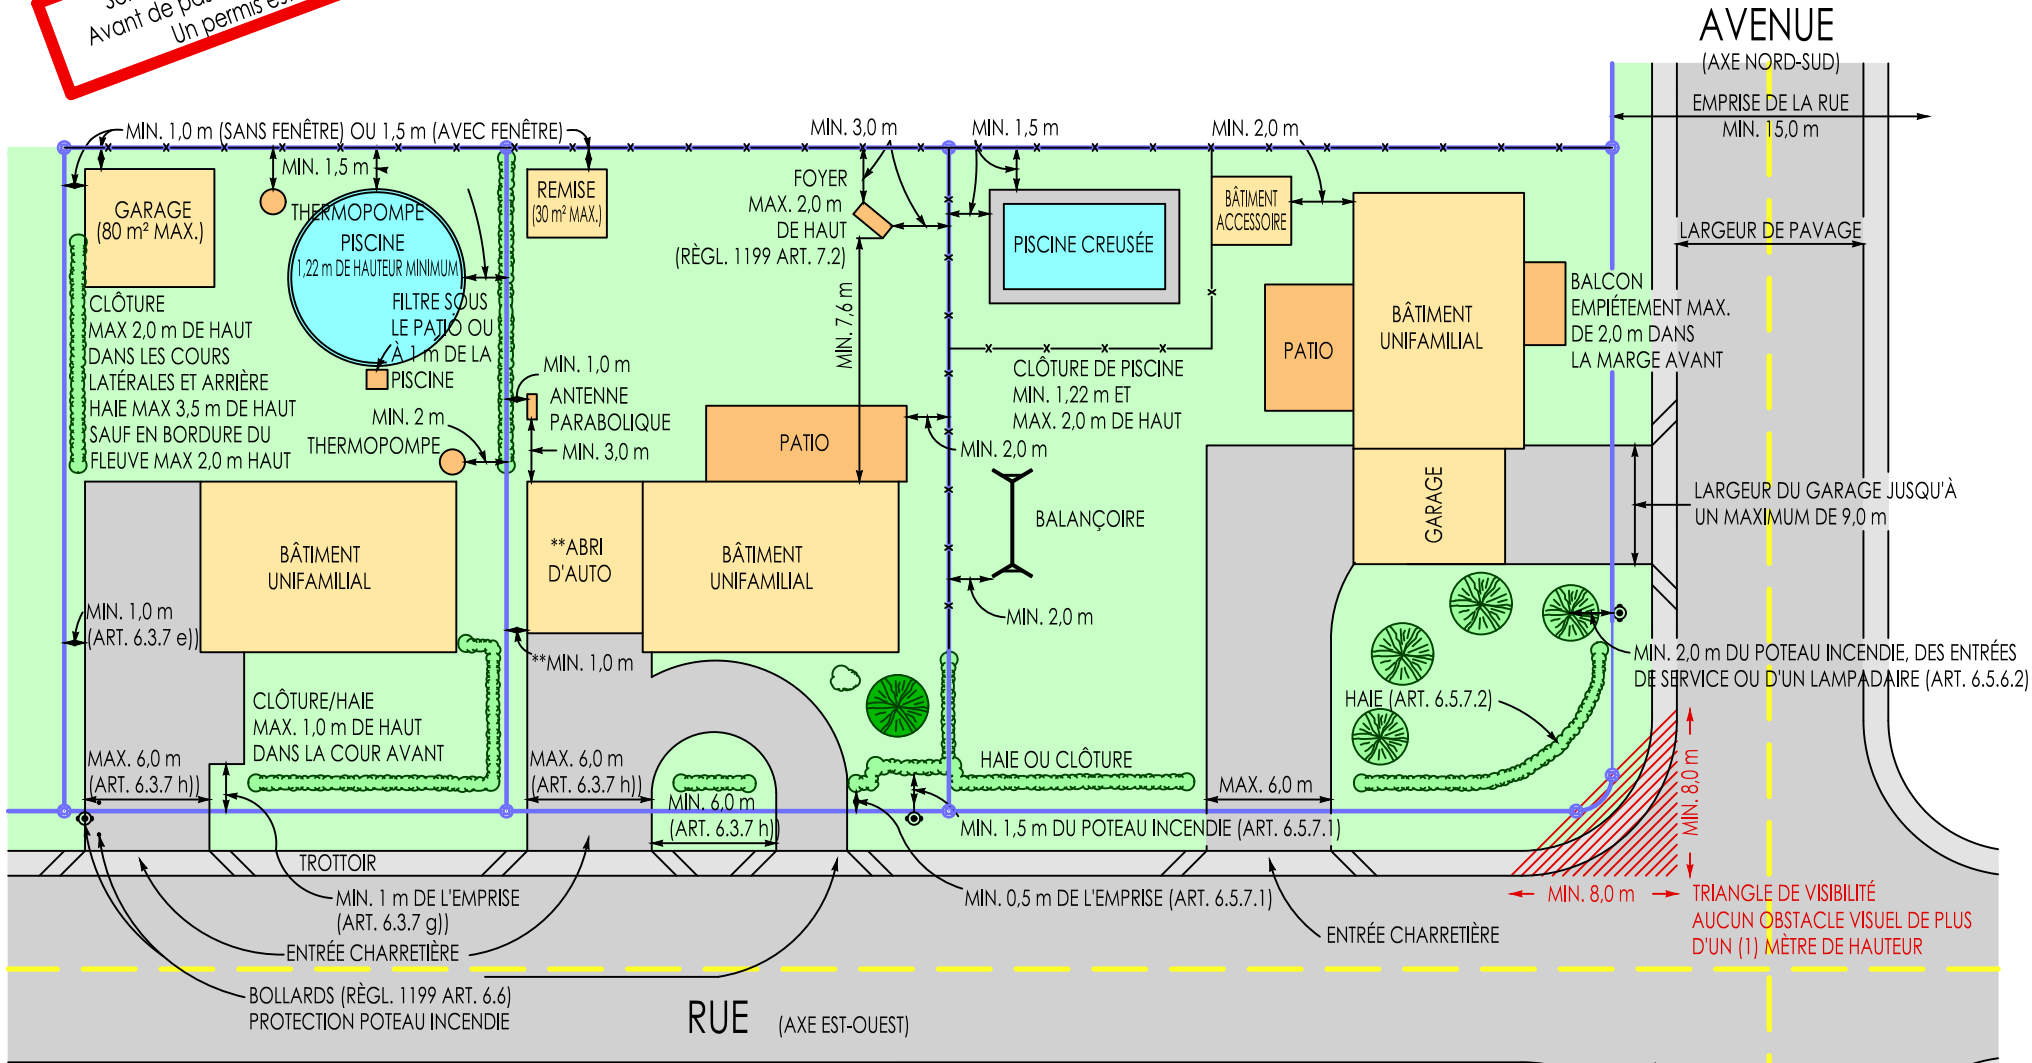 Avant de
Un permis
AVENUE
(AXE NORD-SUD)
EMPRISE DE LA RUE
MIN. 15,0 m
MIN. 1,0 m (SANS FENÊTRE) OU 1,5 m (AVEC FENÊTRE)
MIN. 3,0 m
MIN. 1,5 m
MIN. 2,0 m
MIN. 1,5 m
GARAGE
(80 m² MAX.)
THERMOPOMPE
PISCINE
1,22 m DE HAUTEUR MINIMUM
REMISE
(30 m² MAX.)
FOYER
MAX. 2,0 m
DE HAUT
(RÈGL. 1199 ART. 7.2)
PISCINE CREUSÉE
BÂTIMENT
ACCESSOIRE
LARGEUR DE PAVAGE
CLÔTURE
MAX 2,0 m DE HAUT
DANS LES COURS
LATÉRALES ET ARRIÈRE
HAIE MAX 3,5 m DE HAUT
SAUF EN BORDURE DU
FLEUVE MAX 2,0 m HAUT
FILTRE SOUS
LE PATIO OU
À 1 m DE LA
PISCINE
MIN. 2 m
THERMOPOMPE
MIN. 1,0 m
ANTENNE
PARABOLIQUE
MIN. 3,0 m
MIN. 7,6 m
PATIO
MIN. 2,0 m
CLÔTURE DE PISCINE
MIN. 1,22 m ET
MAX. 2,0 m DE HAUT
PATIO
BÂTIMENT
UNIFAMILIAL
BALCON
EMPIÉTEMENT MAX.
DE 2,0 m DANS
LA MARGE AVANT
GARAGE
LARGEUR DU GARAGE JUSQU'À
UN MAXIMUM DE 9,0 m
BALANÇOIRE
MIN. 2,0 m
BÂTIMENT
UNIFAMILIAL
**ABRI
D'AUTO
BÂTIMENT
UNIFAMILIAL
MIN. 1,0 m
(ART. 6.3.7 e))
**MIN. 1,0 m
MIN. 2,0 m DU POTEAU INCENDIE, DES ENTRÉES
DE SERVICE OU D'UN LAMPADAIRE (ART. 6.5.6.2)
CLÔTURE/HAIE
MAX. 1,0 m DE HAUT
DANS LA COUR AVANT
HAIE (ART. 6.5.7.2)
MAX. 6,0 m
(ART. 6.3.7 h))
MAX. 6,0 m
(ART. 6.3.7 h))
MIN. 6,0 m
(ART. 6.3.7 h))
HAIE OU CLÔTURE
MAX. 6,0 m
MIN. 8,0 m
MIN. 1,5 m DU POTEAU INCENDIE (ART. 6.5.7.1)
TROTTOIR
MIN. 1 m DE L'EMPRISE
(ART. 6.3.7 g))
MIN. 0,5 m DE L'EMPRISE (ART. 6.5.7.1)
MIN. 8,0 m
TRIANGLE DE VISIBILITÉ
AUCUN OBSTACLE VISUEL DE PLUS
D'UN (1) MÈTRE DE HAUTEUR
ENTRÉE CHARRETIÈRE
ENTRÉE CHARRETIÈRE
BOLLARDS (RÈGL. 1199 ART. 6.6)
PROTECTION POTEAU INCENDIE
RUE
(AXE EST-OUEST)